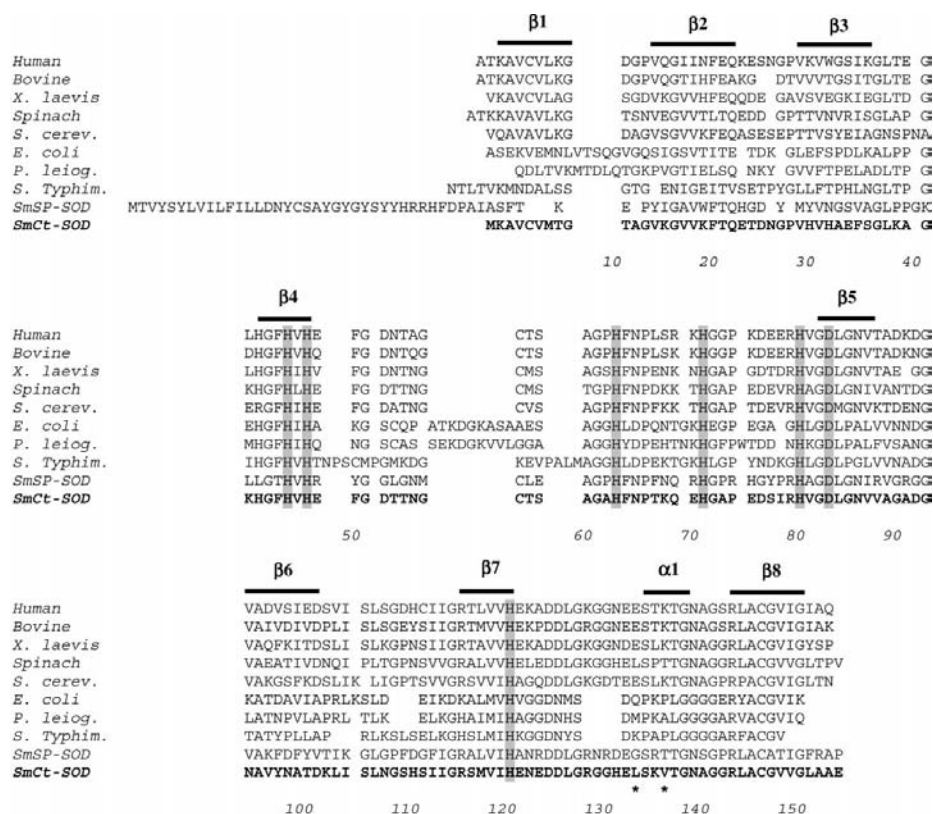 β1 β2 β3
Human ATKAVCVLKG DGPVQGIINFEQKESNGPVKVWGSIKGLTE G
Bovine ATKAVCVLKG DGPVQGTIHFEAKG DTVVVTGSITGLTE G
X. laevis VKAVCVLAG SGDVKGVVHFEQQDEG AVSVEGKIEGLTD G
Spinach ATKKAVAVLKG TSNVEGVVTLTQEDDGPTTVNVRISGLAP G
S. cerev. VQAVAVLKG DAGVSGVVKFEQASESEPTTVSYEIAGNSPNA
E. coli ASEKVEMNLVTSQGVGQSIGSVTITE TDK GLEFSPDLKALPP G
P. leiog. QDLTVKMTDLQTGKPVGTIELSQ NKY GVVFTPELADLTP G
S. Typhim. NTLTVKMNDALSS GTG ENIGEITVSETPYGLLFTPHLNGLTP G
SmSP-SOD MTVYSYLVILFILLDNYCSAYGYGYSYYHRRHFDPAIASFT K E PYIGAVWFTQHGD Y MYVNGSVAGLPPGK
SmCt-SOD MKAVCVMTG TAGVKGVVKFTQETDNGPVHVHAEFSGLKA G
10 20 30 40
β4 β5
Human LHGFHVHE FG DNTAG CTS AGPHFNPLSR KHGGP KDEERHVGDLGNVTADKDG
Bovine DHGFHVHQ FG DNTQG CTS AGPHFNPLSK KHGGP KDEERHVGDLGNVTADKNG
X. laevis LHGFHIHV FG DNTNG CMS AGSHFNPENK NHGAP GDTDRHVGDLGNVTAE GG
Spinach KHGFHLHE FG DTTNG CMS TGPHFNPDKK THGAP EDEVRHAGDLGNIVANTDG
S. cerev. ERGFHIHE FG DATNG CVS AGPHFNPFKK THGAP TDEVRHVGDMGNVKTDENG
E. coli EHGFHIHA KG SCQP ATKDGKASAAES AGGHLDPQNTGKHEGP EGA GHLGDLPALVVNNDG
P. leiog. MHGFHIHQ NG SCAS SEKDGKVVLGGA AGGHYDPEHTNKHGFPWTDD NHKGDLPALFVSANG
S. Typhim. IHGFHVHTNPSCMPGMKDG KEVPALMAGGHLDPEKTGKHLGP YNDKGHLGDLPGLVVNADG
SmSP-SOD LLGTHVHR YG GLGNM CLE AGPHFNPFNQ RHGPR HGYPRHAGDLGNIRVGRGG
SmCt-SOD KHGFHVHE FG DTTNG CTS AGAHFNPTKQ EHGAP EDSIRHVGDLGNVVAGADG
50 60 70 80 90
β6 β7 α1 β8
Human VADVSIEDSVI SLSGDHCIIGRTLVVHEKADDLGKGGNEESTKTGNAGSRLACGVIGIAQ
Bovine VAIVDIVDPLI SLSGEYSIIGRTMVVHEKPDDLGRGGNEESTKTGNAGSRLACGVIGIAK
X. laevis VAQFKITDSLI SLKGPNSIIGRTAVVHEKADDLGKGGNDESLKTGNAGGRLACGVIGYSP
Spinach VAEATIVDNQI PLTGPNSVVGRALVVHELEDDLGKGGHELSPTTGNAGGRLACGVVGLTPV
S. cerev. VAKGSFKDSLIK LIGPTSVVGRSVVIHAGQDDLGKGDTEESLKTGNAGPRPACGVIGLTN
E. coli KATDAVIAPRLKSLD EIKDKALMVHVGGDNMS DQPKPLGGGGERYACGVIK
P. leiog. LATNPVLAPRL TLK ELKGHAIMIHAGGDNHS DMPKALGGGGARVACGVIQ
S. Typhim. TATYPLLAP RLKSLSELKGHSLMIHKGGDNYS DKPAPLGGGGARFACGV
SmSP-SOD VAKFDFYVTIK GLGPFDGFIGRALVIHANRDDLGRNRDEGSRTTGNSGPRLACATIGFRAP
SmCt-SOD NAVYNATDKLI SLNGSHSIIGRSMVIHENEDDLGRGGHELSKVTGNAGGRLACGVVGLAAE
* *
100 110 120 130 140 150